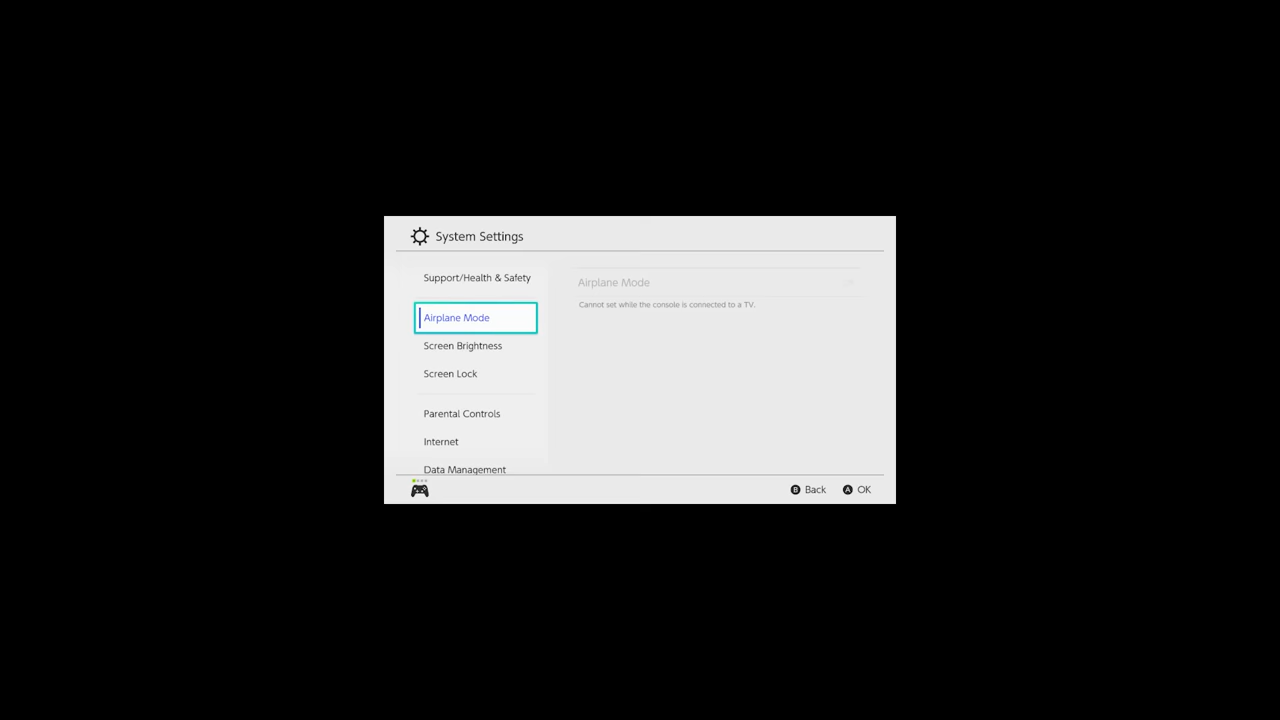 System Settings
Support/Health & Safety
Airplane Mode
Screen Brightness
Screen Lock
Parental Controls
Internet
Data Management
Airplane Mode
Cannot set while the console is connected to a TV.
B Back A OK